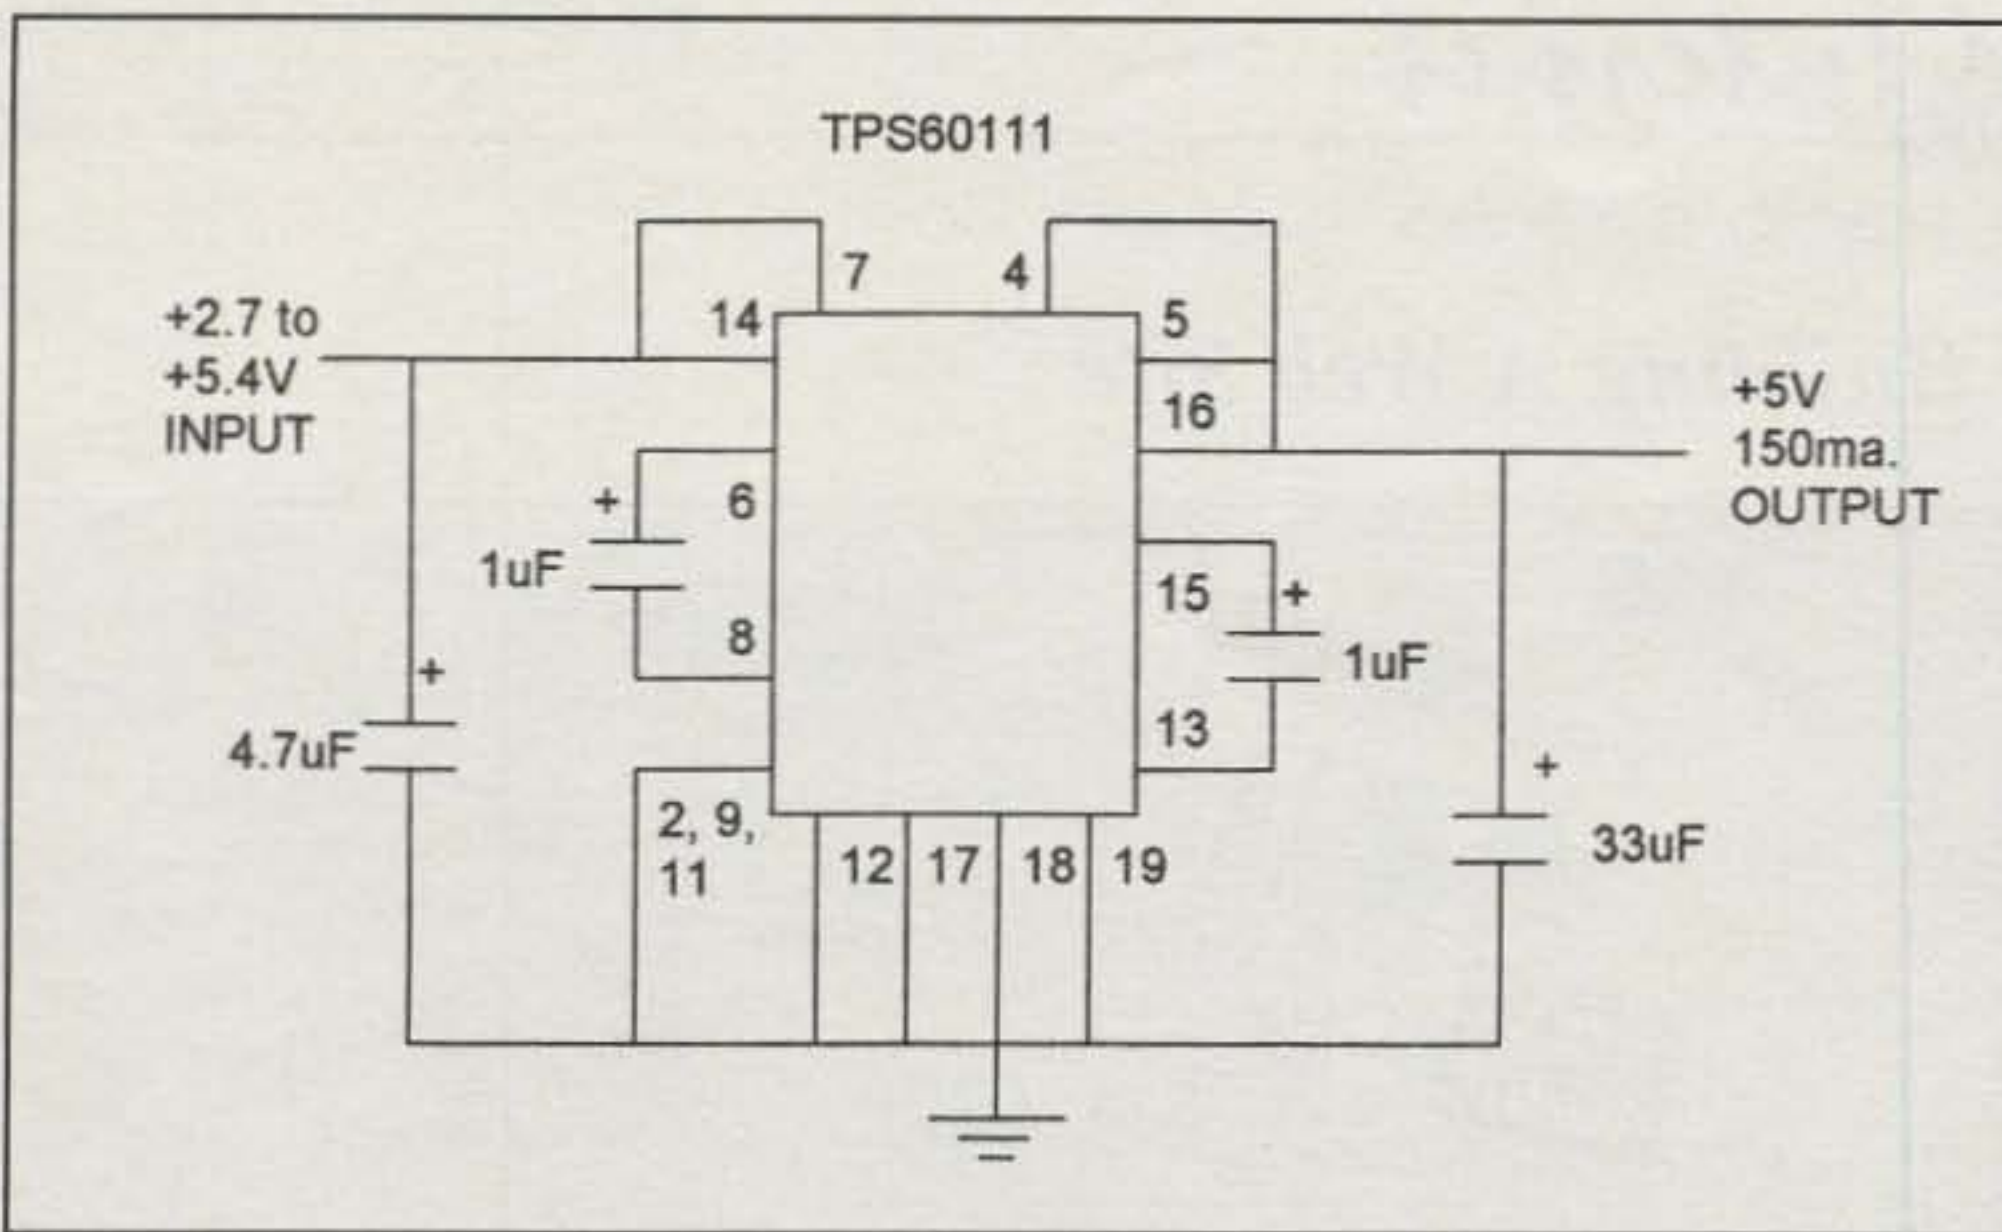 TPS60111
7
4
14
5
+2.7 to
+5.4V
INPUT
16
+5V
150ma.
OUTPUT
6
+
1uF
8
15
+
1uF
13
+
4.7uF
2, 9,
11
12
17
18
19
+
33uF